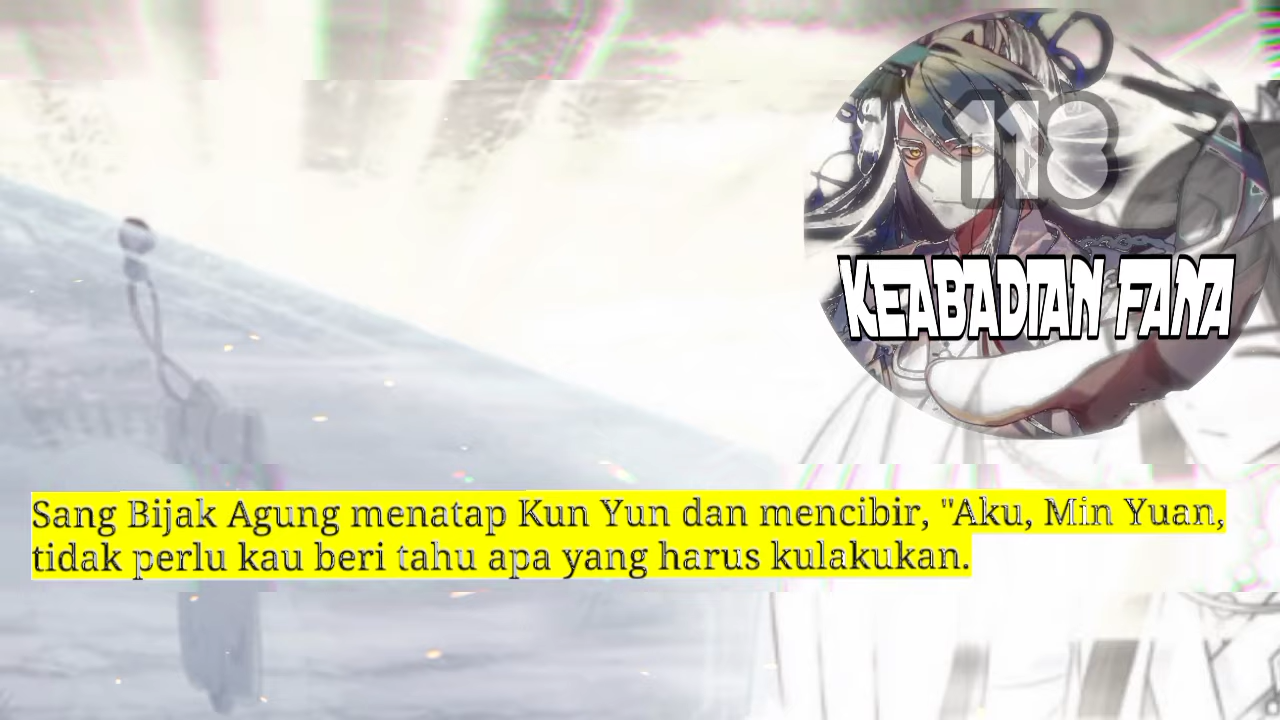 118
KEABADIAN FANA
Sang Bijak Agung menatap Kun Yun dan mencibir, "Aku, Min Yuan,
tidak perlu kau beri tahu apa yang harus kulakukan.